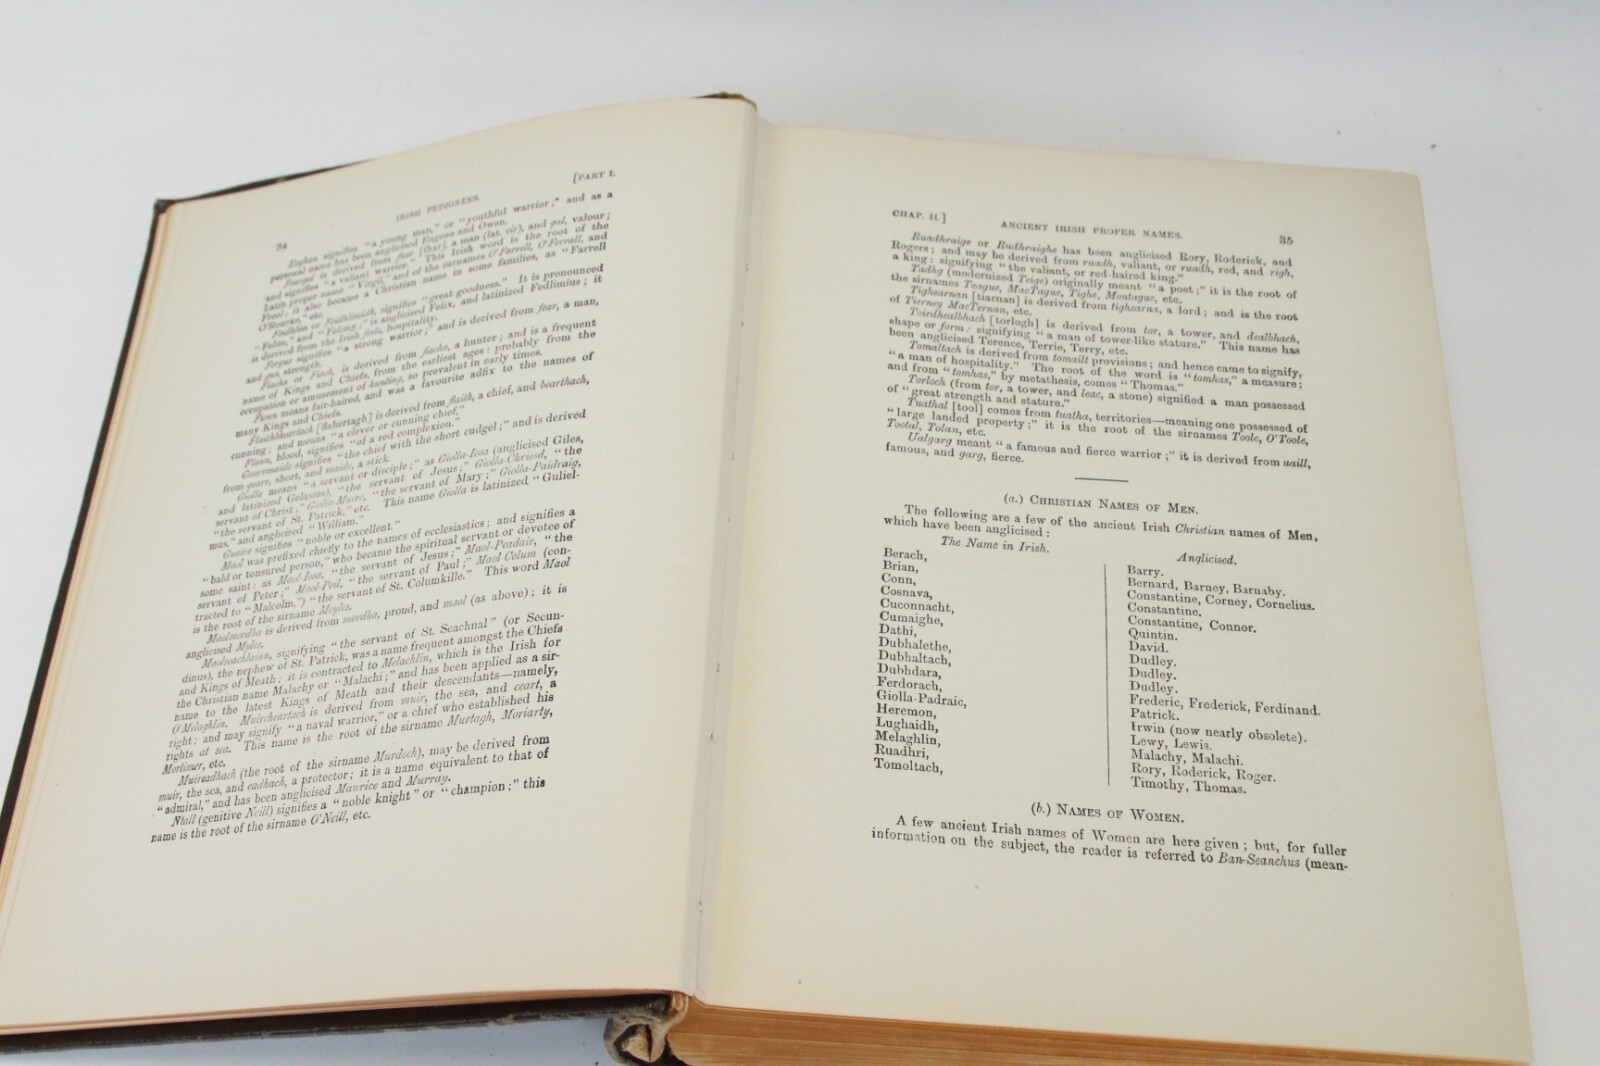 34
IRISH PEDIGREES.
[PART I.
Eoghan signifies "a young man," or "youthful warrior;" and as a
personal name has been anglicised Eugene and Owen.
Feargal is derived from fear [fhar], a man (lat. vir), and gal, valour;
and signifies "a valiant warrior." This Irish word is the root of the
Latin proper name "Virgil," and of the surnames O'Farrell, O'Ferrall, and
Freel; it also became a Christian name in some families, as "Farrell
O'Rourke," etc.
Feidhlim or Feidhlimidh, signifies "great goodness." It is pronounced
"Felim," and "Felimy;" is anglicised Felix, and latinized Fedlimius; it
is derived from the Irish feile, hospitality.
Fergus signifies "a strong warrior;" and is derived from fear, a man,
and gus, strength.
Fiacha or Fiach, is derived from fiacha, a hunter; and is a frequent
name of Kings and Chiefs, from the earliest ages: probably from the
occupation or amusement of hunting, so prevalent in early times.
Fionn means fair-haired, and was a favourite adfix to the names of
many Kings and Chiefs.
Flaithbheartach [flahertagh] is derived from flaith, a chief, and bearthach,
cunning; and means "a clever or cunning chief."
Flann, blood, signifies "of a red complexion."
Gearrmaide signifies "the chief with the short cudgel;" and is derived
from gearr, short, and maide, a stick.
Giolla means "a servant or disciple;" as Giolla-Iosa (anglicised Giles,
and latinized Gelasius), "the servant of Jesus;" Giolla-Chriosd, "the
servant of Christ;" Giolla-Muire, "the servant of Mary;" Giolla-Paidraig,
"the servant of St. Patrick," etc. This name Giolla is latinized "Guliel-
mus," and anglicised "William."
Guaire signifies "noble or excellent."
Maol was prefixed chiefly to the names of ecclesiastics; and signifies a
"bald or tonsured person," who became the spiritual servant or devotee of
some saint: as Maol-Iosa, "the servant of Jesus;" Maol-Peadair, "the
servant of Peter;" Maol-Poil, "the servant of Paul;" Maol-Colum (con-
tracted to "Malcolm,") "the servant of St. Columkille." This word Maol
is the root of the sirname Moyles.
Maolmordha is derived from mordha, proud, and maol (as above); it is
anglicised Myles.
Maolseachlainn, signifying "the servant of St. Seachnal" (or Secun-
dinus), the nephew of St. Patrick, was a name frequent amongst the Chiefs
and Kings of Meath; it is contracted to Melachlin, which is the Irish for
the Christian name Malachy or "Malachi;" and has been applied as a sir-
name to the latest Kings of Meath and their descendants—namely,
O'Melaghlin. Muircheartach is derived from muir, the sea, and ceart, a
right; and may signify "a naval warrior," or a chief who established his
rights at sea. This name is the root of the sirname Murtagh, Moriarty,
Mortimer, etc.
Muireadhach (the root of the sirname Murdoch), may be derived from
muir, the sea, and eadhach, a protector; it is a name equivalent to that of
"admiral," and has been anglicised Maurice and Murray.
Niall (genitive Neill) signifies a "noble knight" or "champion;" this
name is the root of the sirname O'Neill, etc.
CHAP. II.]
ANCIENT IRISH PROPER NAMES.
35
Ruadhraige or Rudhraighe has been anglicised Rory, Roderick, and
Rogers; and may be derived from ruadh, valiant, or ruadh, red, and righ,
a king: signifying "the valiant, or red-haired king."
Tadhg (modernized Teige) originally meant "a poet;" it is the root of
the sirnames Teague, MacTague, Tighe, Montague, etc.
Tighearnan [tiarnan] is derived from tighearna, a lord; and is the root
of Tierney MacTernan, etc.
Toirdhealbhach [torlogh] is derived from tor, a tower, and dealbhach,
shape or form: signifying "a man of tower-like stature." This name has
been anglicised Terence, Terrie, Terry, etc.
Tomaltach is derived from tomailt provisions; and hence came to signify,
"a man of hospitality." The root of the word is "tomhas," a measure;
and from "tomhas," by metathesis, comes "Thomas."
Torloch (from tor, a tower, and leac, a stone) signified a man possessed
of "great strength and stature."
Tuathal [tool] comes from tuatha, territories—meaning one possessed of
"large landed property;" it is the root of the sirnames Toole, O'Toole,
Tootal, Tolan, etc.
Ualgarg meant "a famous and fierce warrior;" it is derived from uaill,
famous, and garg, fierce.
(a.) CHRISTIAN NAMES OF MEN.
The following are a few of the ancient Irish Christian names of Men,
which have been anglicised:
The Name in Irish.
Berach,
Brian,
Conn,
Cosnava,
Cuconnacht,
Cumaighe,
Dathi,
Dubhalethe,
Dubhaltach,
Dubhdara,
Ferdorach,
Giolla-Padraic,
Heremon,
Lughaidh,
Melaghlin,
Ruadhri,
Tomoltach,
Anglicised.
Barry.
Bernard, Barney, Barnaby.
Constantine, Corney, Cornelius.
Constantine.
Constantine, Connor.
Quintin.
David.
Dudley.
Dudley.
Dudley.
Frederic, Frederick, Ferdinand.
Patrick.
Irwin (now nearly obsolete).
Lewy, Lewis.
Malachy, Malachi.
Rory, Roderick, Roger.
Timothy, Thomas.
(b.) NAMES OF WOMEN.
A few ancient Irish names of Women are here given; but, for fuller
information on the subject, the reader is referred to Ban-Seanchus (mean-